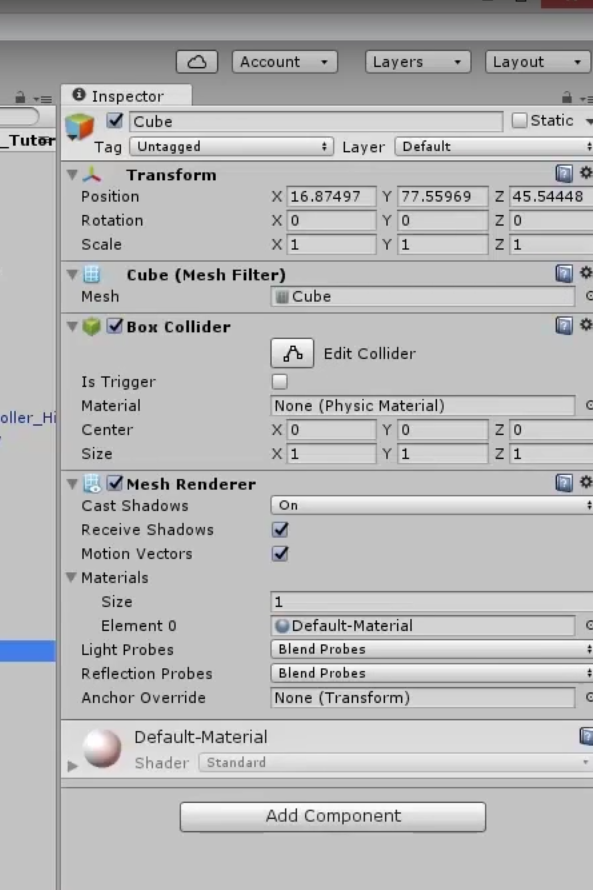 Account Layers Layout
Inspector
_Tutor
Cube Static
Tag Untagged Layer Default
Transform
Position X 16.87497 Y 77.55969 Z 45.54448
Rotation X 0 Y 0 Z 0
Scale X 1 Y 1 Z 1
Cube (Mesh Filter)
Mesh Cube
Box Collider
Edit Collider
Is Trigger
Material None (Physic Material)
oller_Hi
Center X 0 Y 0 Z 0
Size X 1 Y 1 Z 1
Mesh Renderer
Cast Shadows On
Receive Shadows
Motion Vectors
Materials
Size 1
Element 0 Default-Material
Light Probes Blend Probes
Reflection Probes Blend Probes
Anchor Override None (Transform)
Default-Material
Shader Standard
Add Component